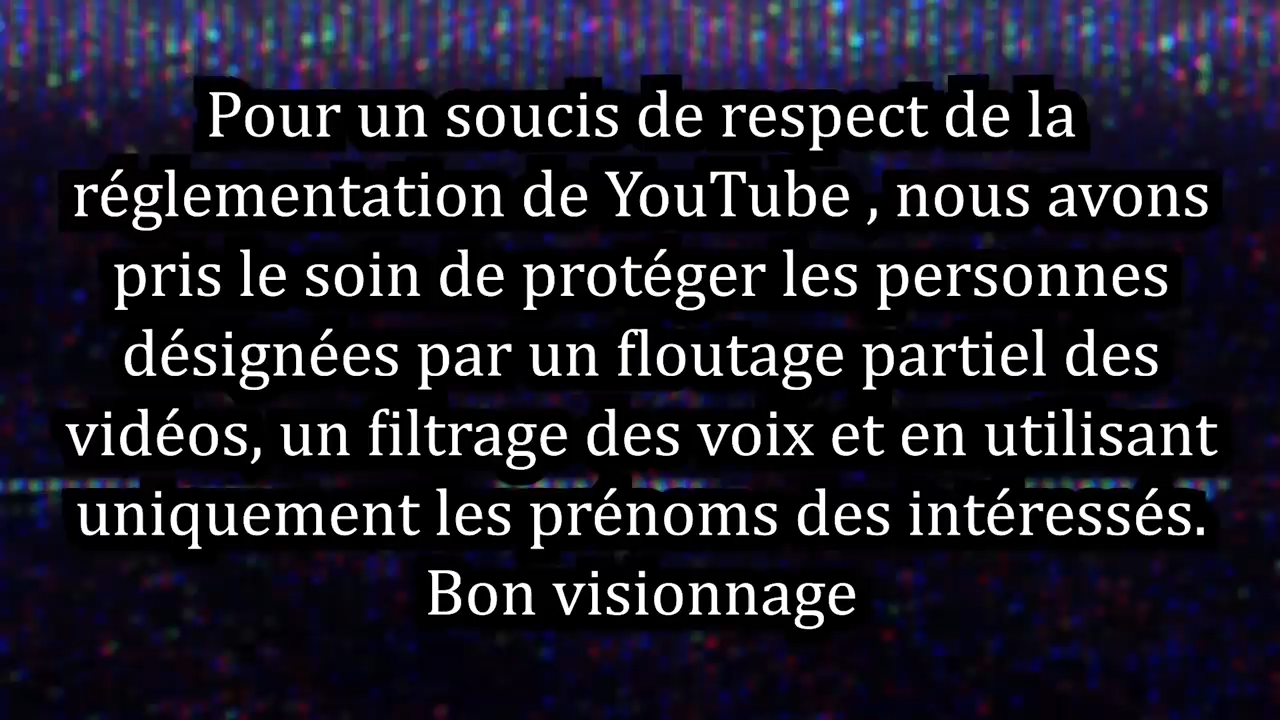 Pour un soucis de respect de la
réglementation de YouTube , nous avons
pris le soin de protéger les personnes
désignées par un floutage partiel des
vidéos, un filtrage des voix et en utilisant
uniquement les prénoms des intéressés.
Bon visionnage